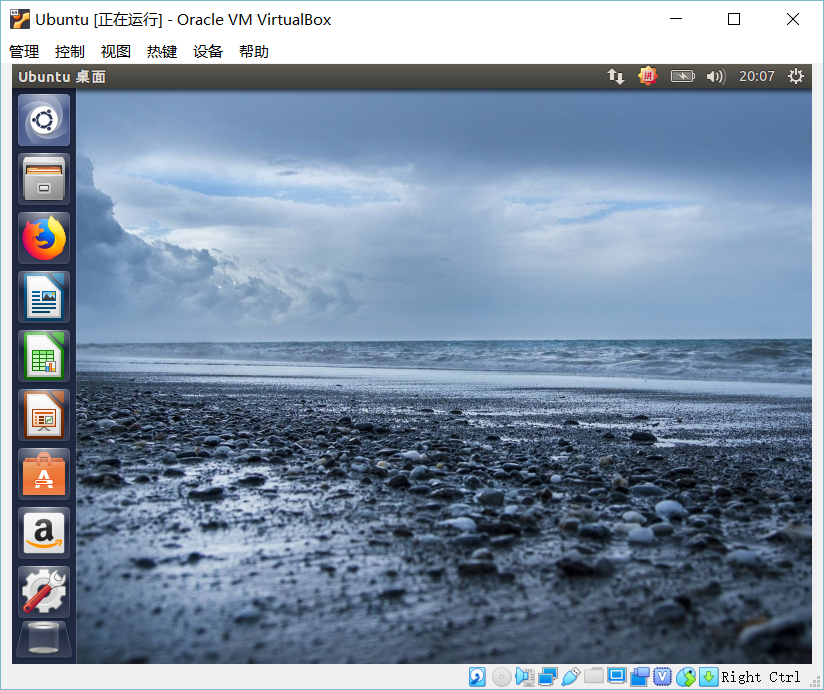 Ubuntu [正在运行] - Oracle VM VirtualBox
管理 控制 视图 热键 设备 帮助
Ubuntu 桌面 拼 20:07
A
a
V
Right Ctrl